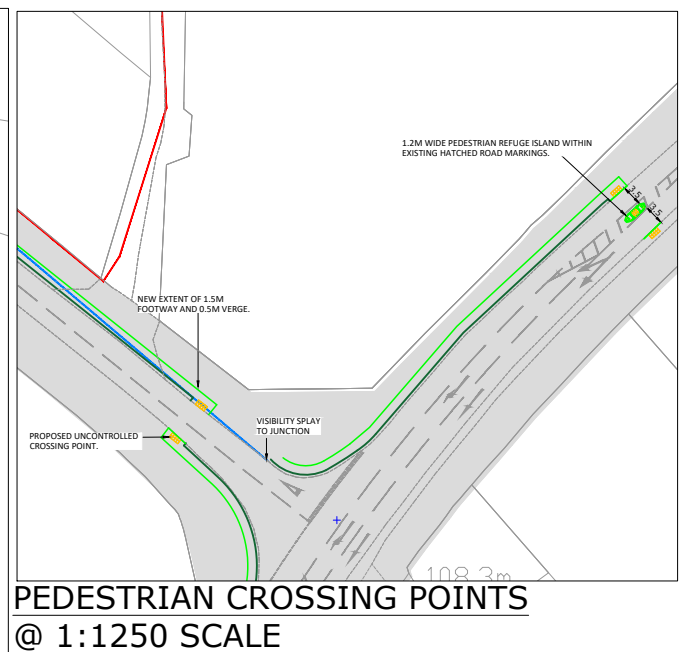 1.2M WIDE PEDESTRIAN REFUGE ISLAND WITHIN
EXISTING HATCHED ROAD MARKINGS.
3.5
3.5
NEW EXTENT OF 1.5M
FOOTWAY AND 0.5M VERGE.
VISIBILITY SPLAY
TO JUNCTION
PROPOSED UNCONTROLLED
CROSSING POINT.
108.3m
PEDESTRIAN CROSSING POINTS
@ 1:1250 SCALE